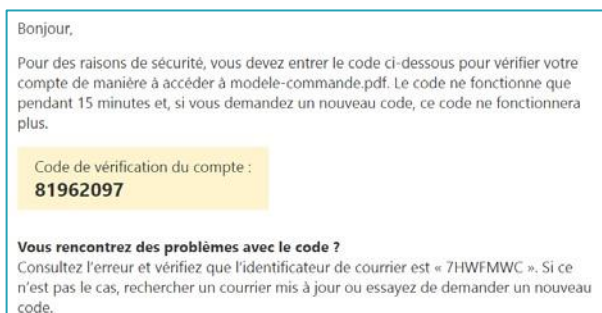 Bonjour,
Pour des raisons de sécurité, vous devez entrer le code ci-dessous pour vérifier votre
compte de manière à accéder à modele-commande.pdf. Le code ne fonctionne que
pendant 15 minutes et, si vous demandez un nouveau code, ce code ne fonctionnera
plus.
Code de vérification du compte :
81962097
Vous rencontrez des problèmes avec le code ?
Consultez l'erreur et vérifiez que l'identificateur de courrier est « 7HWFMWC ». Si ce
n'est pas le cas, rechercher un courrier mis à jour ou essayez de demander un nouveau
code.